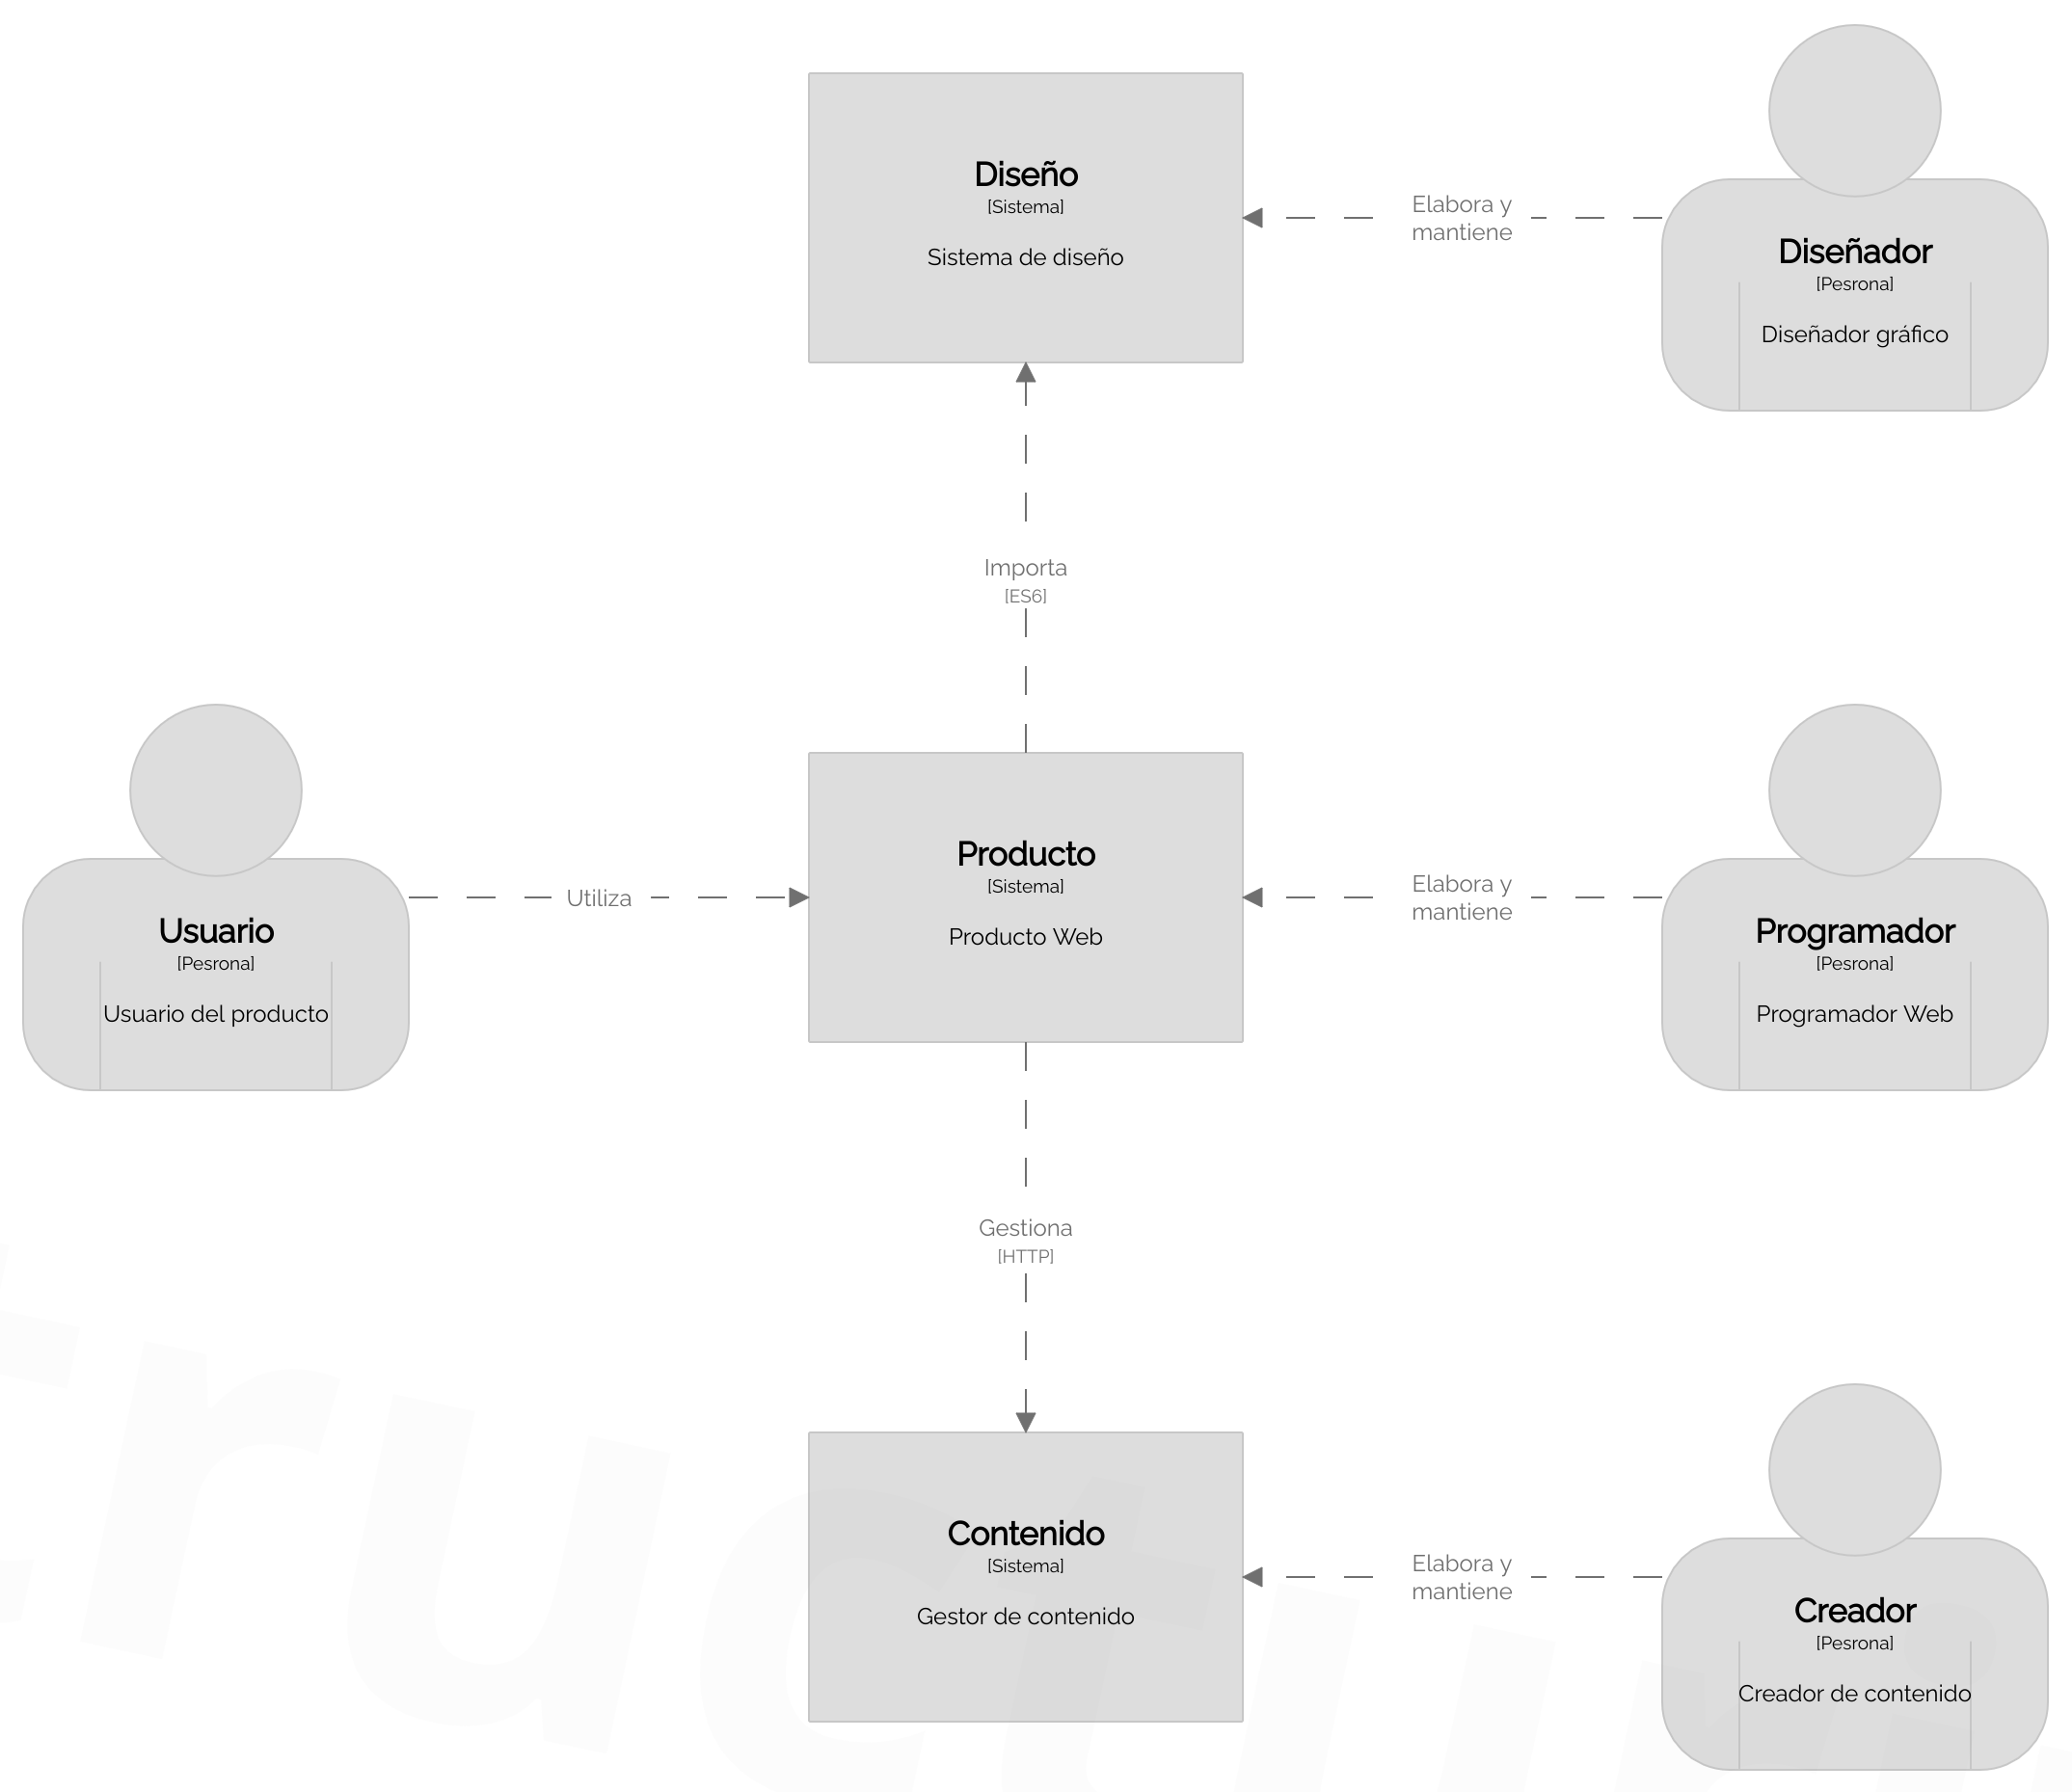 Diseño
[Sistema]
Sistema de diseño
Elabora y
mantiene
Diseñador
[Pesrona]
Diseñador gráfico
Importa
[ES6]
Usuario
[Pesrona]
Usuario del producto
Utiliza
Producto
[Sistema]
Producto Web
Elabora y
mantiene
Programador
[Pesrona]
Programador Web
Gestiona
[HTTP]
Contenido
[Sistema]
Gestor de contenido
Elabora y
mantiene
Creador
[Pesrona]
Creador de contenido